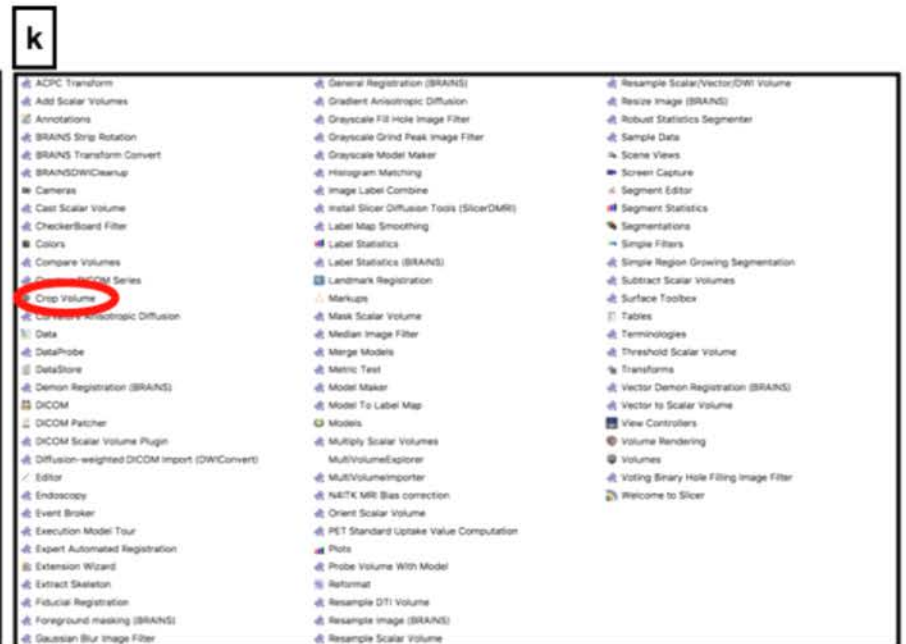 k
ACPC Transform
Add Scalar Volumes
Annotations
BRAINS Strip Rotation
BRAINS Transform Convert
BRAINSDWICleanup
Cameras
Cast Scalar Volume
CheckerBoard Filter
Colors
Compare Volumes
DICOM Series
Crop Volume
Anisotropic Diffusion
Data
DataProbe
DataStore
Demon Registration (BRAINS)
DICOM
DICOM Patcher
DICOM Scalar Volume Plugin
Diffusion-weighted DICOM Import (DWIConvert)
Editor
Endoscopy
Event Broker
Execution Model Tour
Expert Automated Registration
Extension Wizard
Extract Skeleton
Fiducial Registration
Foreground masking (BRAINS)
Gaussian Blur Image Filter
General Registration (BRAINS)
Gradient Anisotropic Diffusion
Grayscale Fill Hole Image Filter
Grayscale Grind Peak Image Filter
Grayscale Model Maker
Histogram Matching
Image Label Combine
Install Slicer Diffusion Tools (SlicerDMRI)
Label Map Smoothing
Label Statistics
Label Statistics (BRAINS)
Landmark Registration
Markups
Mask Scalar Volume
Median Image Filter
Merge Models
Metric Test
Model Maker
Model To Label Map
Models
Multiply Scalar Volumes
MultiVolumeExplorer
MultiVolumeImporter
N4ITK MRI Bias correction
Orient Scalar Volume
PET Standard Uptake Value Computation
Plots
Probe Volume With Model
Reformat
Resample DTI Volume
Resample Image (BRAINS)
Resample Scalar Volume
Resample Scalar/Vector/DWI Volume
Resize Image (BRAINS)
Robust Statistics Segmenter
Sample Data
Scene Views
Screen Capture
Segment Editor
Segment Statistics
Segmentations
Simple Filters
Simple Region Growing Segmentation
Subtract Scalar Volumes
Surface Toolbox
Tables
Terminologies
Threshold Scalar Volume
Transforms
Vector Demon Registration (BRAINS)
Vector to Scalar Volume
View Controllers
Volume Rendering
Volumes
Voting Binary Hole Filling Image Filter
Welcome to Slicer